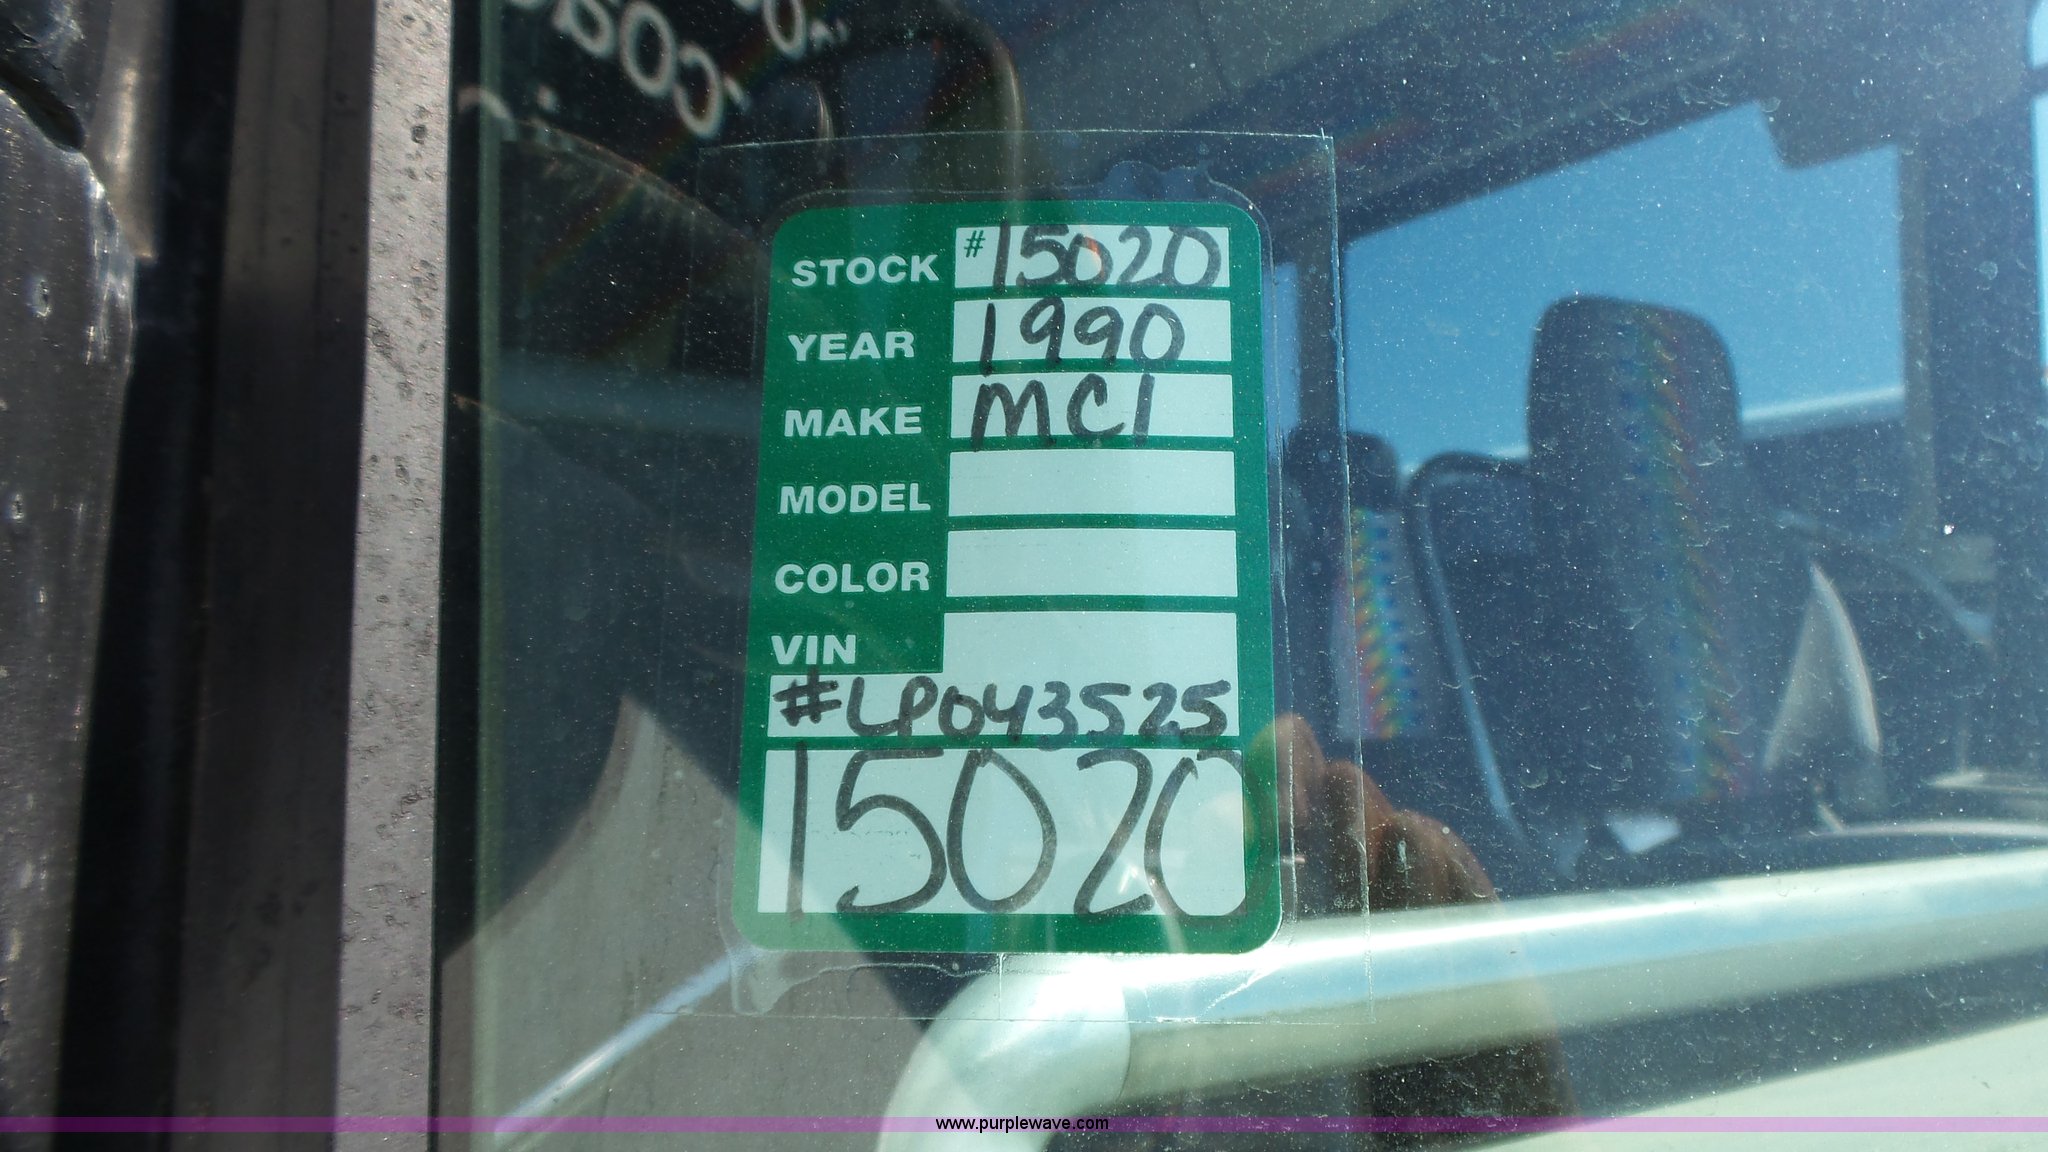 STOCK #15020
YEAR 1990
MAKE MCI
MODEL
COLOR
VIN
#LP043525
15020
www.purplewave.com